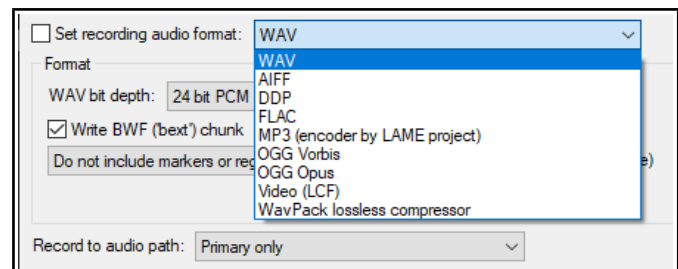 Set recording audio format: WAV
WAV
Format
AIFF
WAV bit depth: 24 bit PCM
DDP
FLAC
Write BWF ('bext') chunk
MP3 (encoder by LAME project)
OGG Vorbis
Do not include markers or reg
e)
OGG Opus
Video (LCF)
WavPack lossless compressor
Record to audio path: Primary only